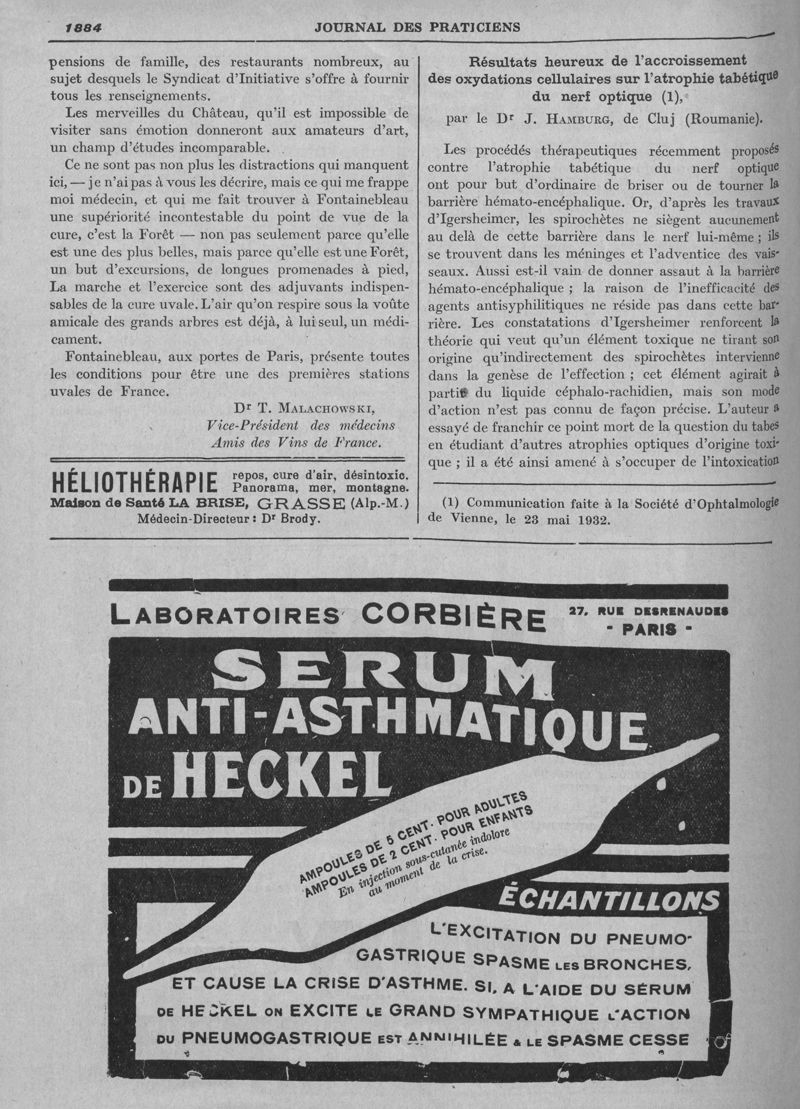 1884
JOURNAL DES PRATICIENS
pensions de famille, des restaurants nombreux, au
sujet desquels le Syndicat d'Initiative s'offre à fournir
tous les renseignements.
Les merveilles du Château, qu'il est impossible de
visiter sans émotion donneront aux amateurs d'art,
un champ d'études incomparable.
Ce ne sont pas non plus les distractions qui manquent
ici, — je n'ai pas à vous les décrire, mais ce qui me frappe
moi médecin, et qui me fait trouver à Fontainebleau
une supériorité incontestable du point de vue de la
cure, c'est la Forêt — non pas seulement parce qu'elle
est une des plus belles, mais parce qu'elle est une Forêt,
un but d'excursions, de longues promenades à pied,
La marche et l'exercice sont des adjuvants indispen-
sables de la cure uvale. L'air qu'on respire sous la voûte
amicale des grands arbres est déjà, à lui seul, un médi-
cament.
Fontainebleau, aux portes de Paris, présente toutes
les conditions pour être une des premières stations
uvales de France.
Dr T. MALACHOWSKI,
Vice-Président des médecins
Amis des Vins de France.
HÉLIOTHÉRAPIE repos, cure d'air, désintoxic.
Panorama, mer, montagne.
Maison de Santé LA BRISE, GRASSE (Alp.-M.)
Médecin-Directeur : Dr Brody.
Résultats heureux de l'accroissement
des oxydations cellulaires sur l'atrophie tabétique
du nerf optique (1),
par le Dr J. HAMBURG, de Cluj (Roumanie).
Les procédés thérapeutiques récemment proposés
contre l'atrophie tabétique du nerf optique
ont pour but d'ordinaire de briser ou de tourner la
barrière hémato-encéphalique. Or, d'après les travaux
d'Igersheimer, les spirochètes ne siègent aucunement
au delà de cette barrière dans le nerf lui-même ; ils
se trouvent dans les méninges et l'adventice des vais-
seaux. Aussi est-il vain de donner assaut à la barrière
hémato-encéphalique ; la raison de l'inefficacité des
agents antisyphilitiques ne réside pas dans cette bar-
rière. Les constatations d'Igersheimer renforcent la
théorie qui veut qu'un élément toxique ne tirant son
origine qu'indirectement des spirochètes intervienne
dans la genèse de l'effection ; cet élément agirait à
partir du liquide céphalo-rachidien, mais son mode
d'action n'est pas connu de façon précise. L'auteur a
essayé de franchir ce point mort de la question du tabes
en étudiant d'autres atrophies optiques d'origine toxi-
que ; il a été ainsi amené à s'occuper de l'intoxication
(1) Communication faite à la Société d'Ophtalmologie
de Vienne, le 23 mai 1932.
LABORATOIRES CORBIÈRE
27, RUE DESRENAUDES
- PARIS -
SERUM
ANTI-ASTHMATIQUE
DE HECKEL
AMPOULES DE 5 CENT. POUR ADULTES
AMPOULES DE 2 CENT. POUR ENFANTS
En injection sous-cutanée indolore
au moment de la crise.
ÉCHANTILLONS
L'EXCITATION DU PNEUMO-
GASTRIQUE SPASME LES BRONCHES,
ET CAUSE LA CRISE D'ASTHME. SI, A L'AIDE DU SÉRUM
DE HECKEL ON EXCITE LE GRAND SYMPATHIQUE L'ACTION
DU PNEUMOGASTRIQUE EST ANNIHILÉE & LE SPASME CESSE